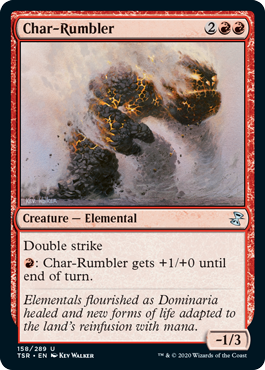 Char-Rumbler 2
Creature — Elemental
Double strike
: Char-Rumbler gets +1/+0 until
end of turn.
Elementals flourished as Dominaria
healed and new forms of life adapted to
the land's reinfusion with mana.
-1/3
158/289 U
TSR • EN KEV WALKER
™ & © 2020 Wizards of the Coast